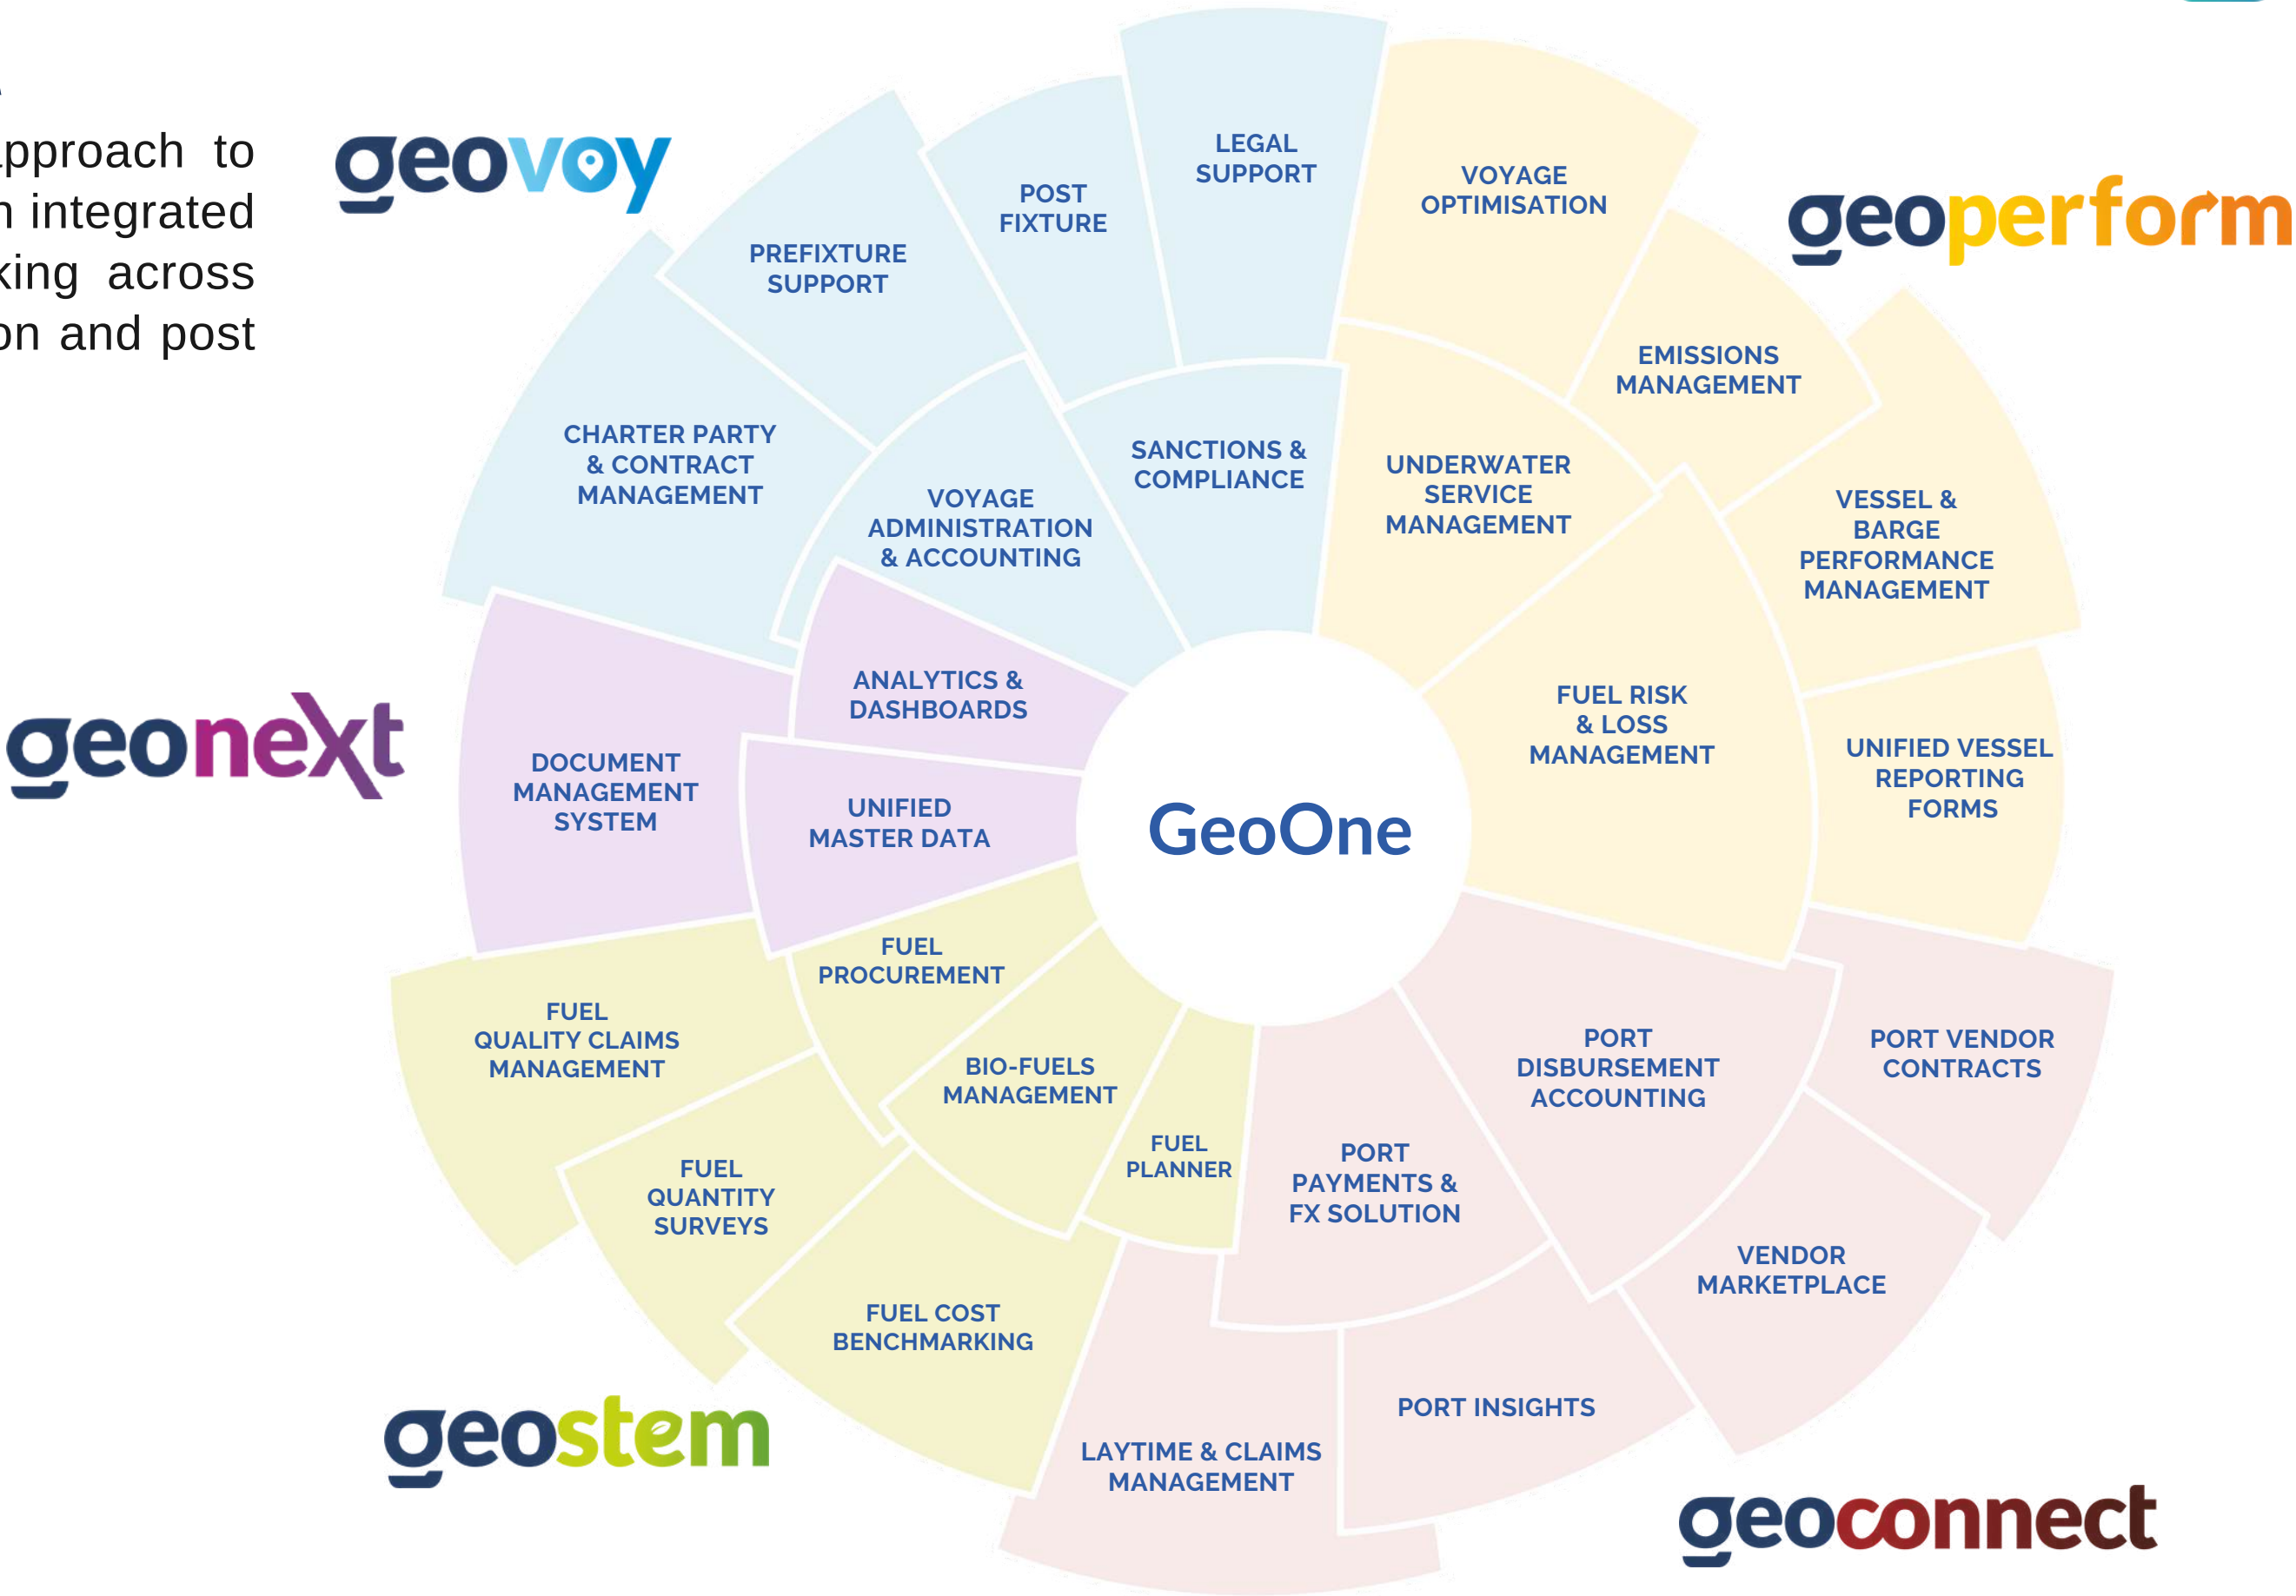 approach to
integrated
king across
on and post
geovoy
geoperform
geonext
geostem
geoconnect
GeoOne
LEGAL
SUPPORT
POST
FIXTURE
PREFIXTURE
SUPPORT
CHARTER PARTY
& CONTRACT
MANAGEMENT
VOYAGE
ADMINISTRATION
& ACCOUNTING
SANCTIONS &
COMPLIANCE
VOYAGE
OPTIMISATION
EMISSIONS
MANAGEMENT
UNDERWATER
SERVICE
MANAGEMENT
VESSEL &
BARGE
PERFORMANCE
MANAGEMENT
FUEL RISK
& LOSS
MANAGEMENT
UNIFIED VESSEL
REPORTING
FORMS
ANALYTICS &
DASHBOARDS
DOCUMENT
MANAGEMENT
SYSTEM
UNIFIED
MASTER DATA
FUEL
PROCUREMENT
FUEL
QUALITY CLAIMS
MANAGEMENT
BIO-FUELS
MANAGEMENT
FUEL
PLANNER
FUEL
QUANTITY
SURVEYS
FUEL COST
BENCHMARKING
PORT
DISBURSEMENT
ACCOUNTING
PORT VENDOR
CONTRACTS
PORT
PAYMENTS &
FX SOLUTION
VENDOR
MARKETPLACE
PORT INSIGHTS
LAYTIME & CLAIMS
MANAGEMENT